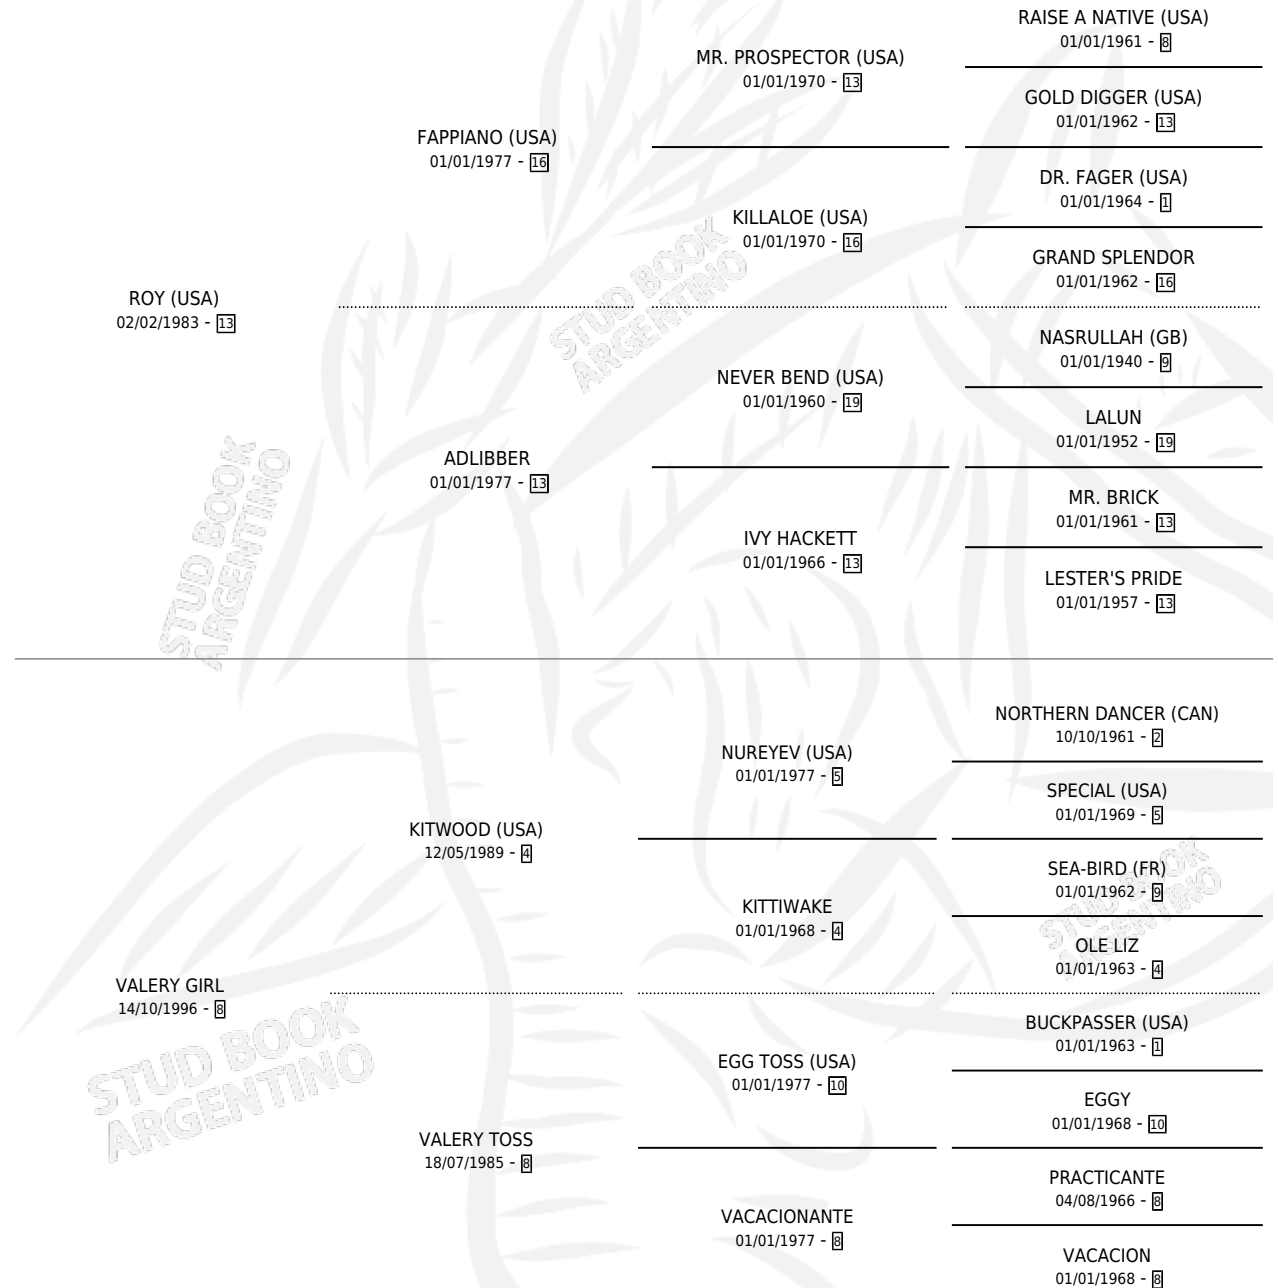 RAISE A NATIVE (USA)
01/01/1961 - 8
MR. PROSPECTOR (USA)
01/01/1970 - 13
GOLD DIGGER (USA)
01/01/1962 - 13
FAPPIANO (USA)
01/01/1977 - 16
DR. FAGER (USA)
01/01/1964 - 1
KILLALOE (USA)
01/01/1970 - 16
GRAND SPLENDOR
01/01/1962 - 16
ROY (USA)
02/02/1983 - 13
STUD BOOK
ARGENTINO
NASRULLAH (GB)
01/01/1940 - 9
NEVER BEND (USA)
01/01/1960 - 19
LALUN
01/01/1952 - 19
ADLIBBER
01/01/1977 - 13
MR. BRICK
01/01/1961 - 13
IVY HACKETT
01/01/1966 - 13
LESTER'S PRIDE
01/01/1957 - 13
STUD BOOK
ARGENTINO
NORTHERN DANCER (CAN)
10/10/1961 - 2
NUREYEV (USA)
01/01/1977 - 5
SPECIAL (USA)
01/01/1969 - 5
KITWOOD (USA)
12/05/1989 - 4
SEA-BIRD (FR)
01/01/1962 - 9
KITTIWAKE
01/01/1968 - 4
OLE LIZ
01/01/1963 - 4
STUD BOOK
ARGENTINO
VALERY GIRL
14/10/1996 - 8
BUCKPASSER (USA)
01/01/1963 - 1
EGG TOSS (USA)
01/01/1977 - 10
EGGY
01/01/1968 - 10
STUD BOOK
ARGENTINO
VALERY TOSS
18/07/1985 - 8
PRACTICANTE
04/08/1966 - 8
VACACIONANTE
01/01/1977 - 8
VACACION
01/01/1968 - 8